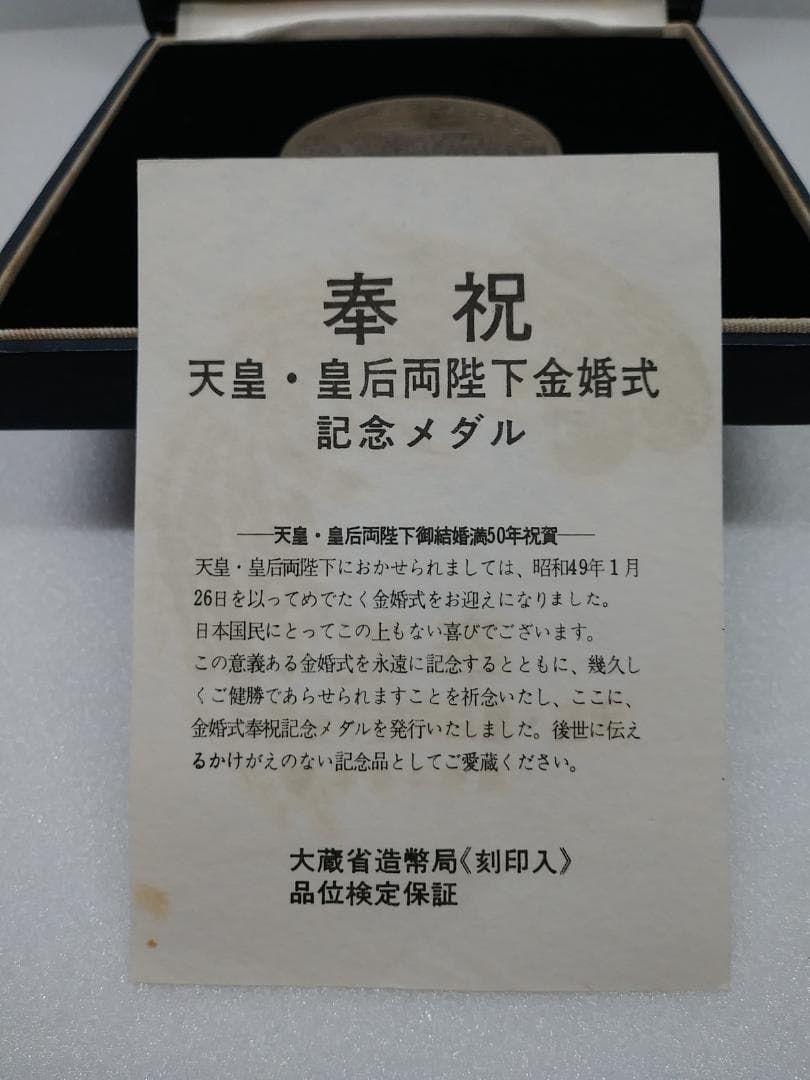 奉祝
天皇・皇后両陛下金婚式
記念メダル
――天皇・皇后両陛下御結婚満50年祝賀――
天皇・皇后両陛下におかせられましては、昭和49年1月
26日を以ってめでたく金婚式をお迎えになりました。
日本国民にとってこの上もない喜びでございます。
この意義ある金婚式を永遠に記念するとともに、幾久し
くご健勝であらせられますことを祈念いたし、ここに、
金婚式奉祝記念メダルを発行いたしました。後世に伝え
るかけがえのない記念品としてご愛蔵ください。
大蔵省造幣局《刻印入》
品位検定保証